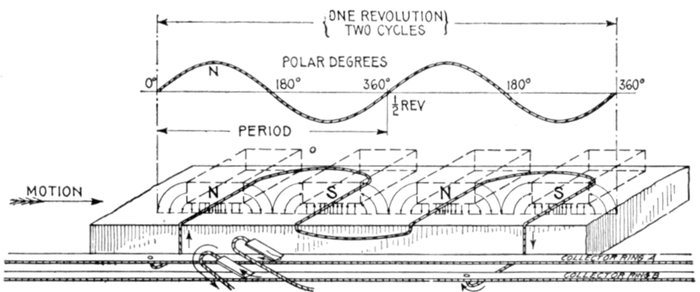 ONE REVOLUTION
TWO CYCLES
POLAR DEGREES
0° N 180° 360° 180° 360°
½ REV
PERIOD
N S N S
MOTION
COLLECTOR RING A
COLLECTOR RING B